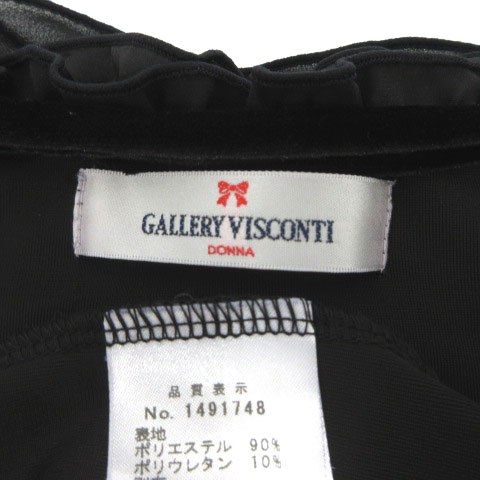 GALLERY VISCONTI
DONNA
品質表示
No. 1491748
表地
ポリエステル 90%
ポリウレタン 10%